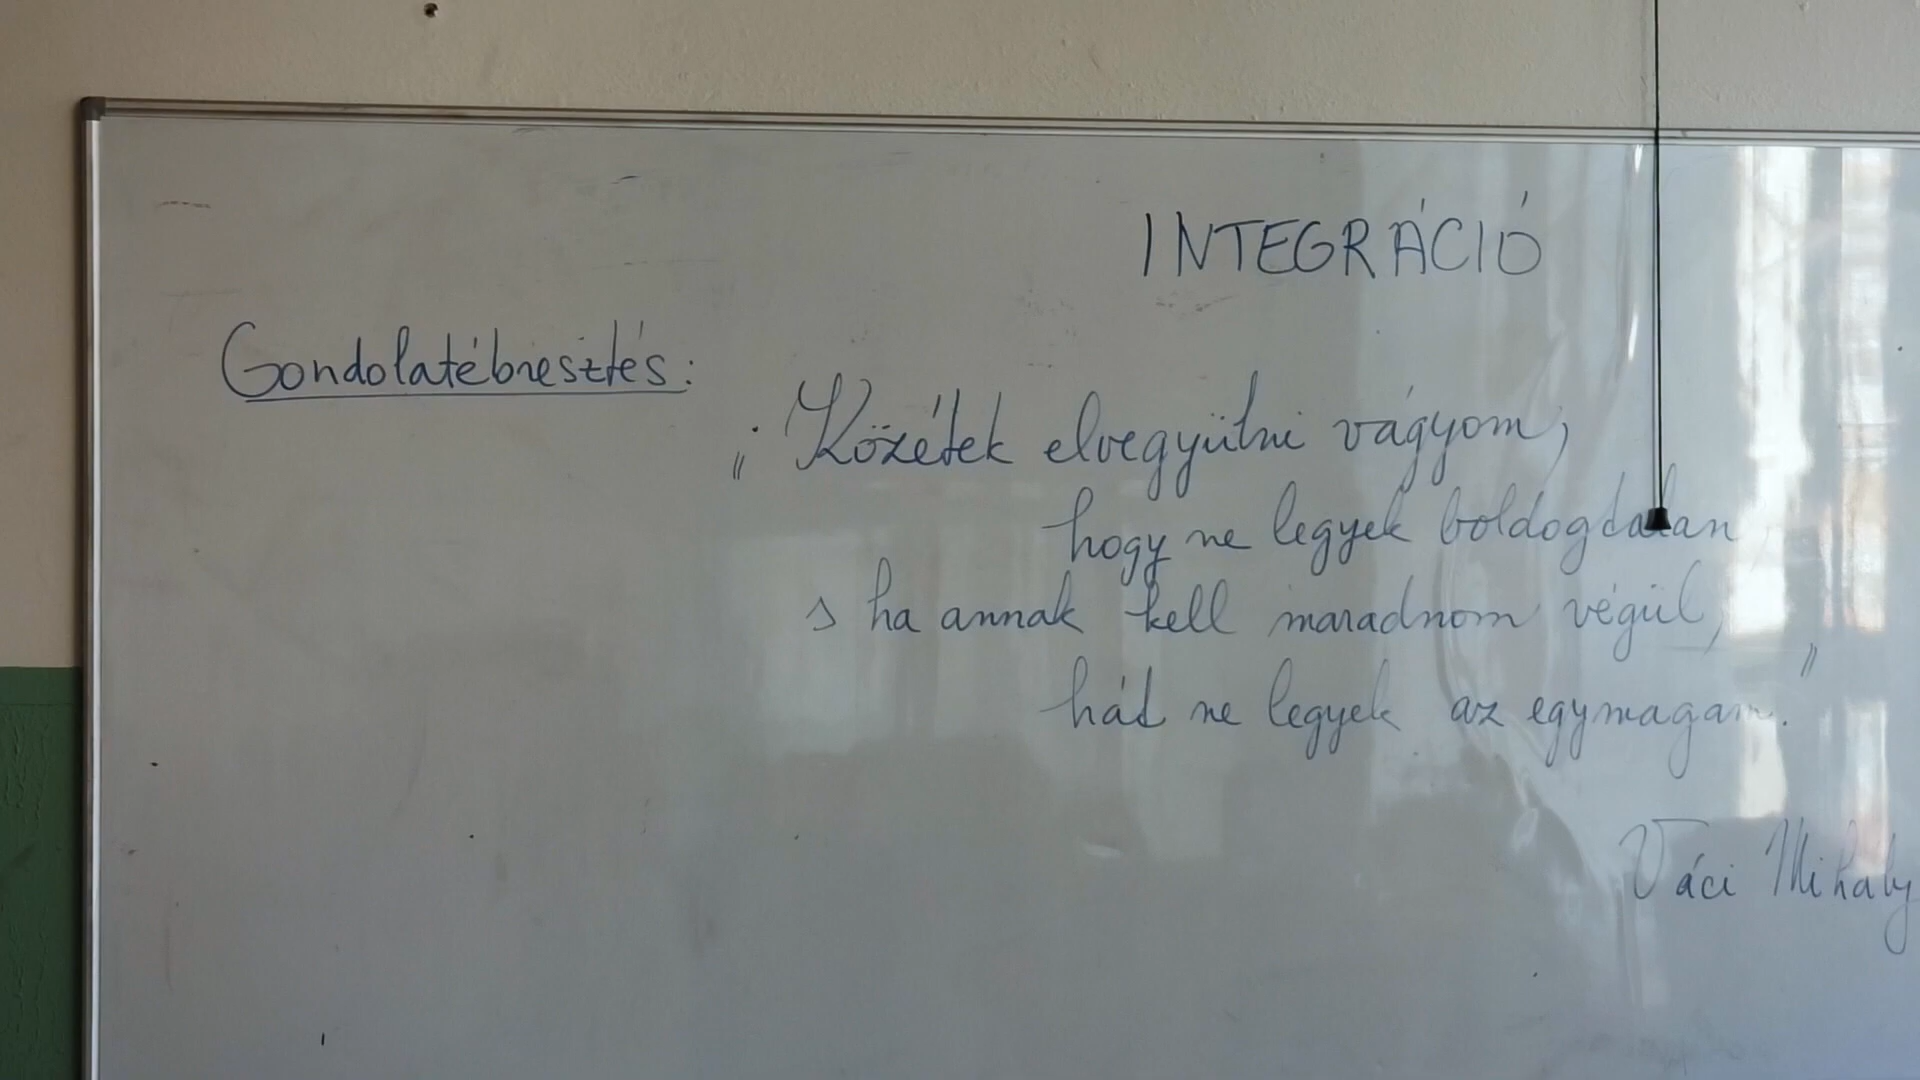 INTEGRÁCIÓ
Gondolatébresztés:
„Közétek elvegyülni vágyom,
hogy ne legyek boldogtalan,
s ha annak kell maradnom végül,
hát ne legyek az egymagam."
Váci Mihály